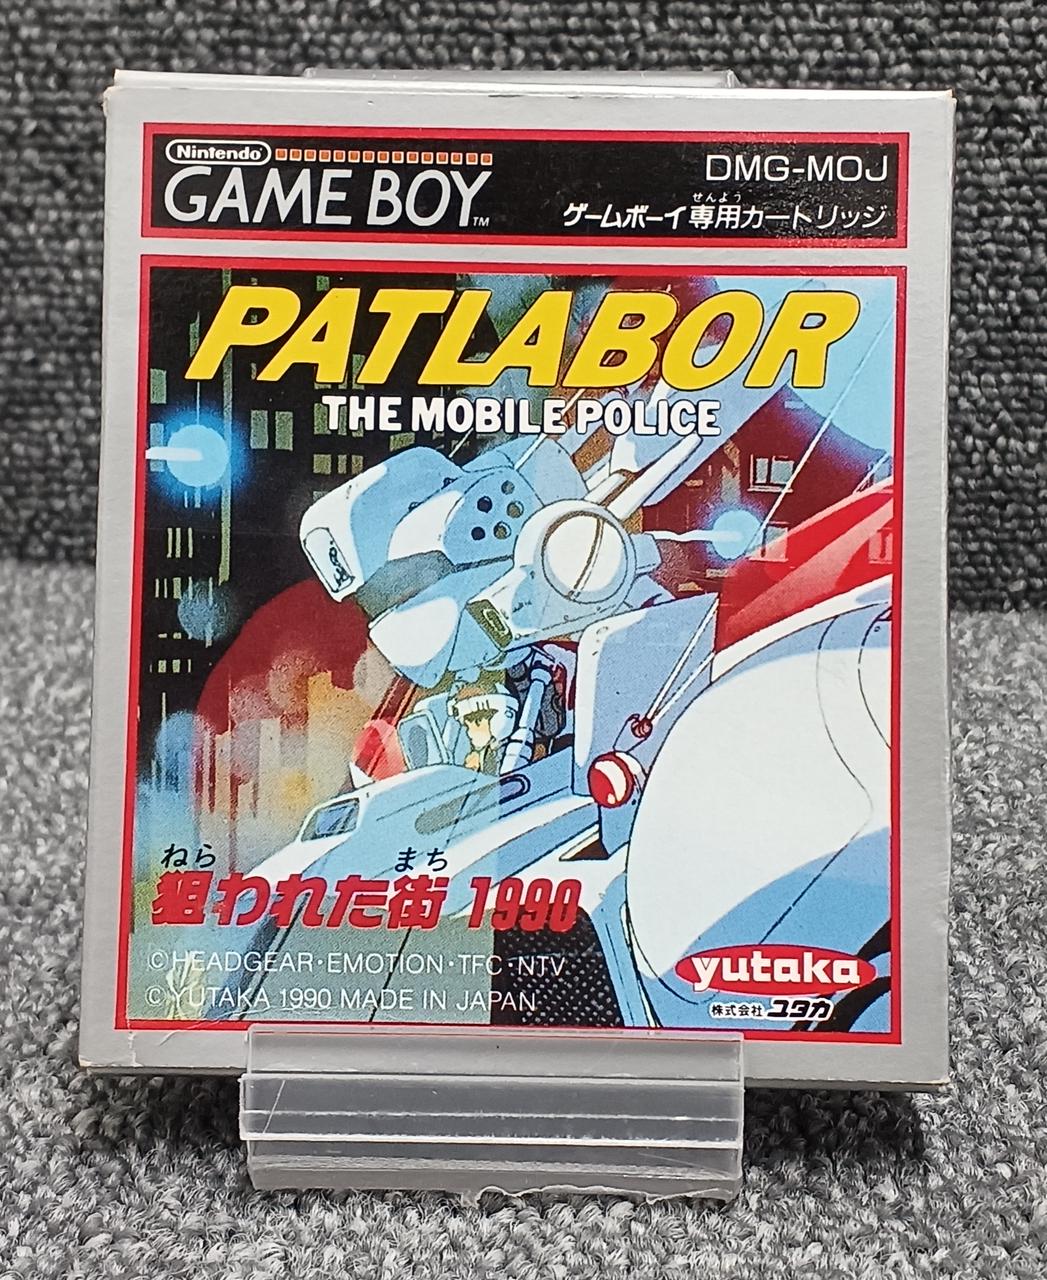 Nintendo
GAME BOY™
DMG-MOJ
せんよう
ゲームボーイ専用カートリッジ
PATLABOR
THE MOBILE POLICE
ねら まち
狙われた街 1990
©HEADGEAR·EMOTION·TFC·NTV
©YUTAKA 1990 MADE IN JAPAN
yutaka
株式会社 ユタカ